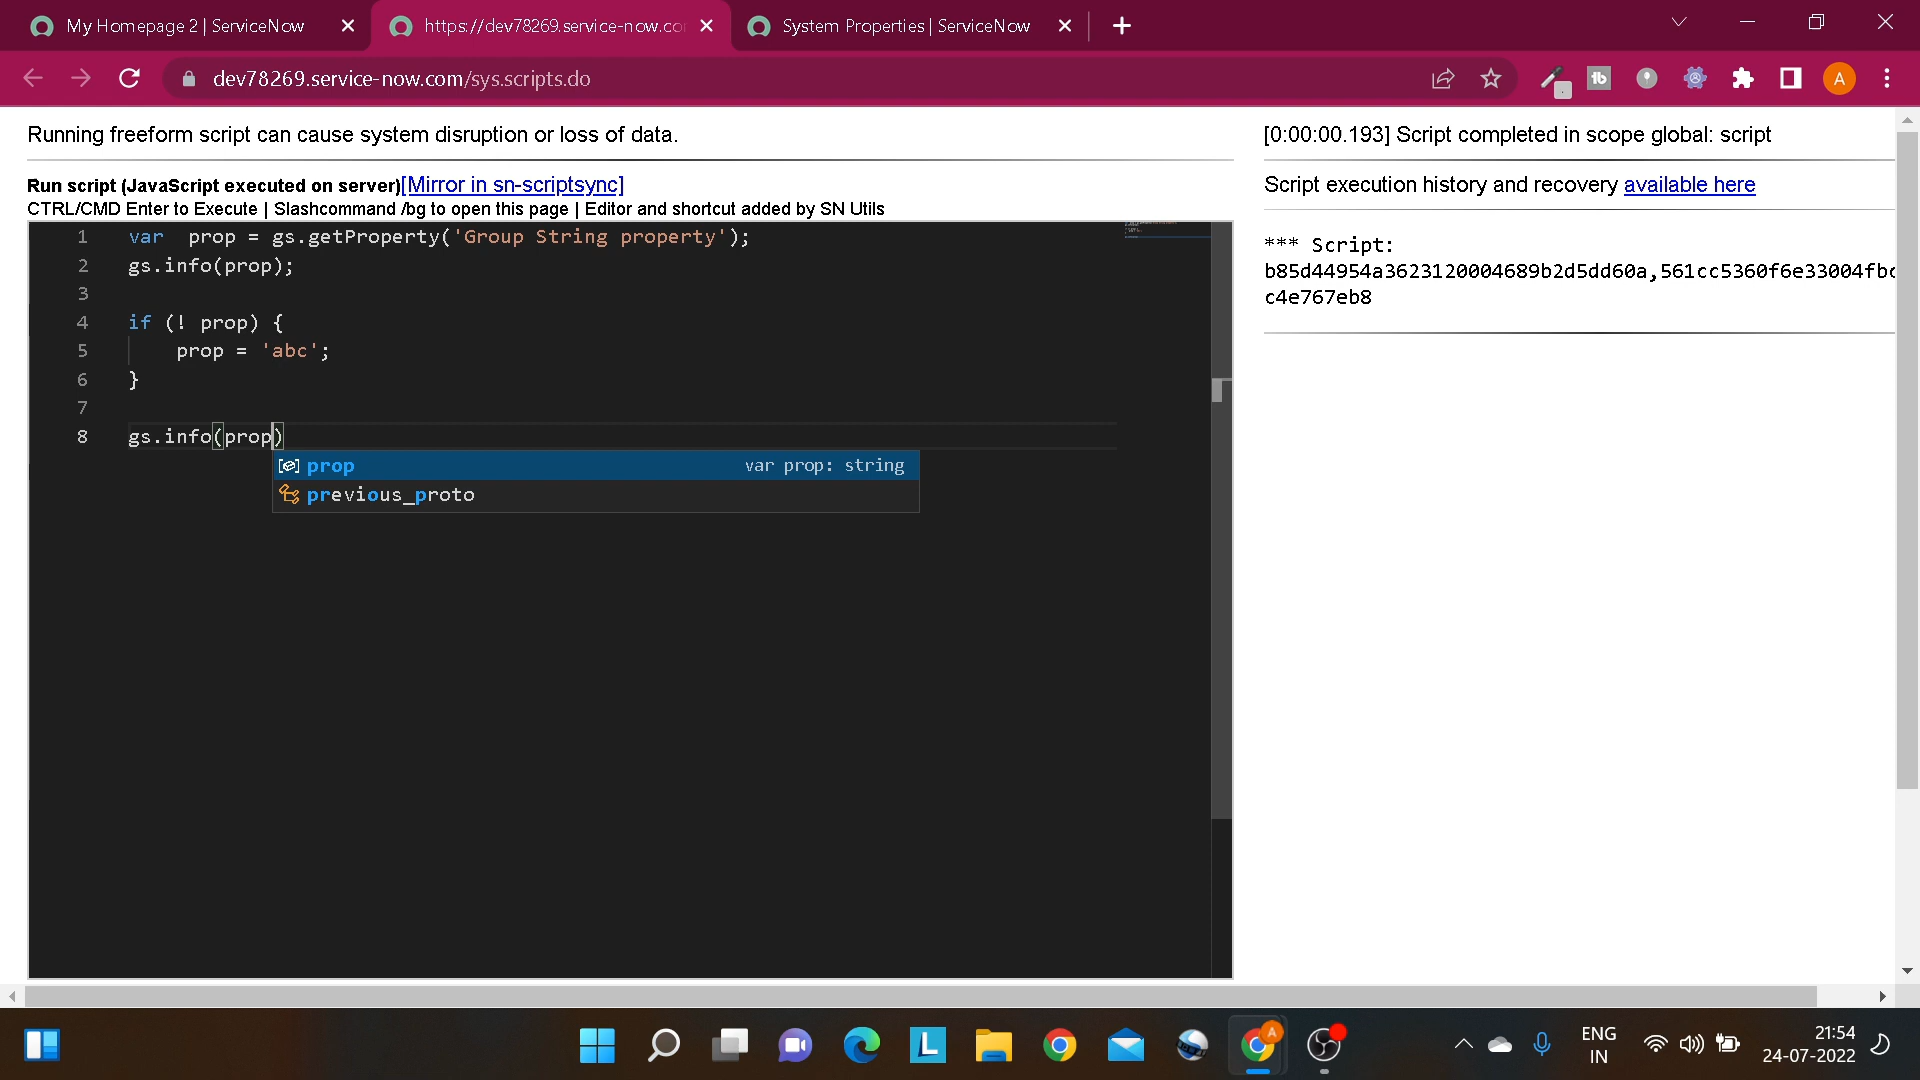 My Homepage 2 | ServiceNow
https://dev78269.service-now.co
System Properties | ServiceNow
dev78269.service-now.com/sys.scripts.do
A
Running freeform script can cause system disruption or loss of data.
Run script (JavaScript executed on server)[Mirror in sn-scriptsync]
CTRL/CMD Enter to Execute | Slashcommand /bg to open this page | Editor and shortcut added by SN Utils
1 var  prop = gs.getProperty('Group String property');
2 gs.info(prop);
3
4 if (! prop) {
5 prop = 'abc';
6 }
7
8 gs.info(prop)
prop var prop: string
previous_proto
[0:00:00.193] Script completed in scope global: script
Script execution history and recovery available here
*** Script:
b85d44954a3623120004689b2d5dd60a,561cc5360f6e33004fbc
c4e767eb8
A
ENG
IN
21:54
24-07-2022